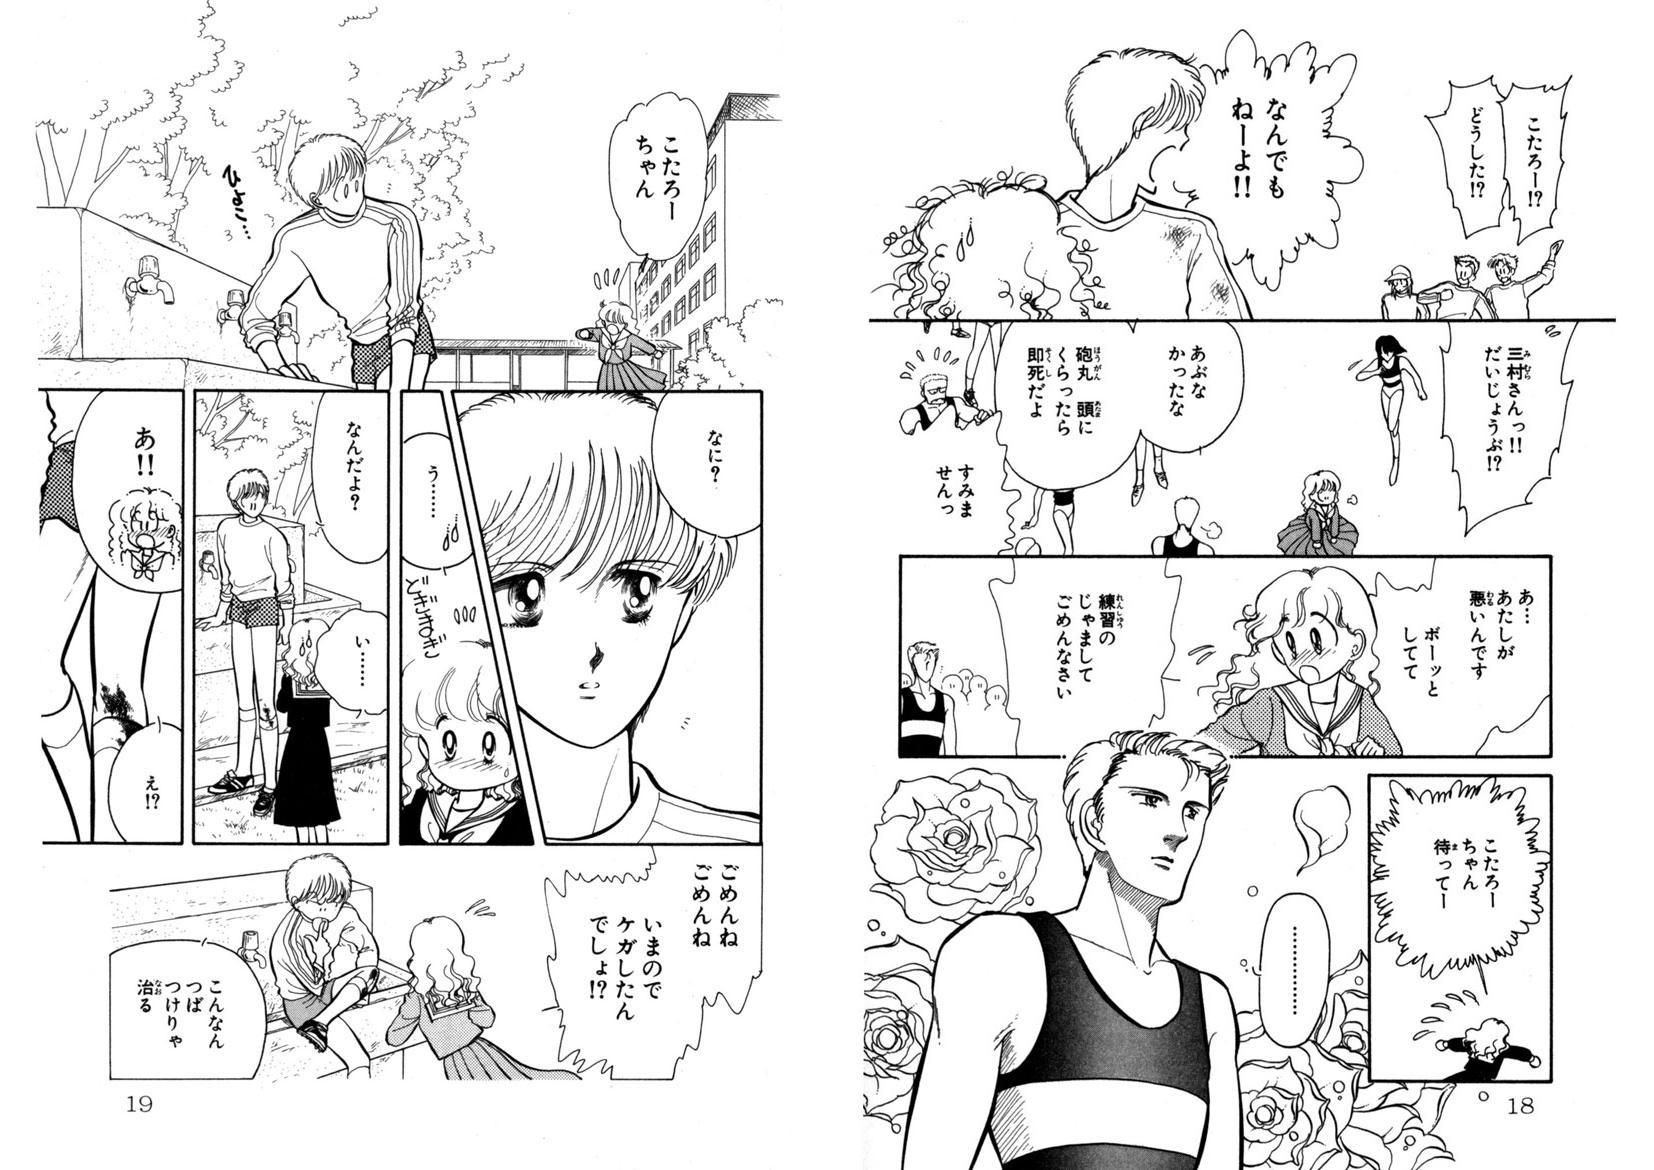 こたろー!?
どうした!?
なんでも
ねーよ!!
三村さんっ!!
だいじょうぶ!?
あぶな
かったな
砲丸 頭に
くらったら
即死だよ
すみま
せんっ
あ…
あたしが
悪いんです
ボーッと
してて
練習の
じゃまして
ごめんなさい
こたろー
ちゃん
待ってー
…………
18
こたろー
ちゃん
ひょこ…
なに?
う……
どぎまぎ
なんだよ?
い……
あ!!
え!?
ごめんね
ごめんね
いまので
ケガしたん
でしょ!?
こんなん
つば
つけりゃ
治る
19